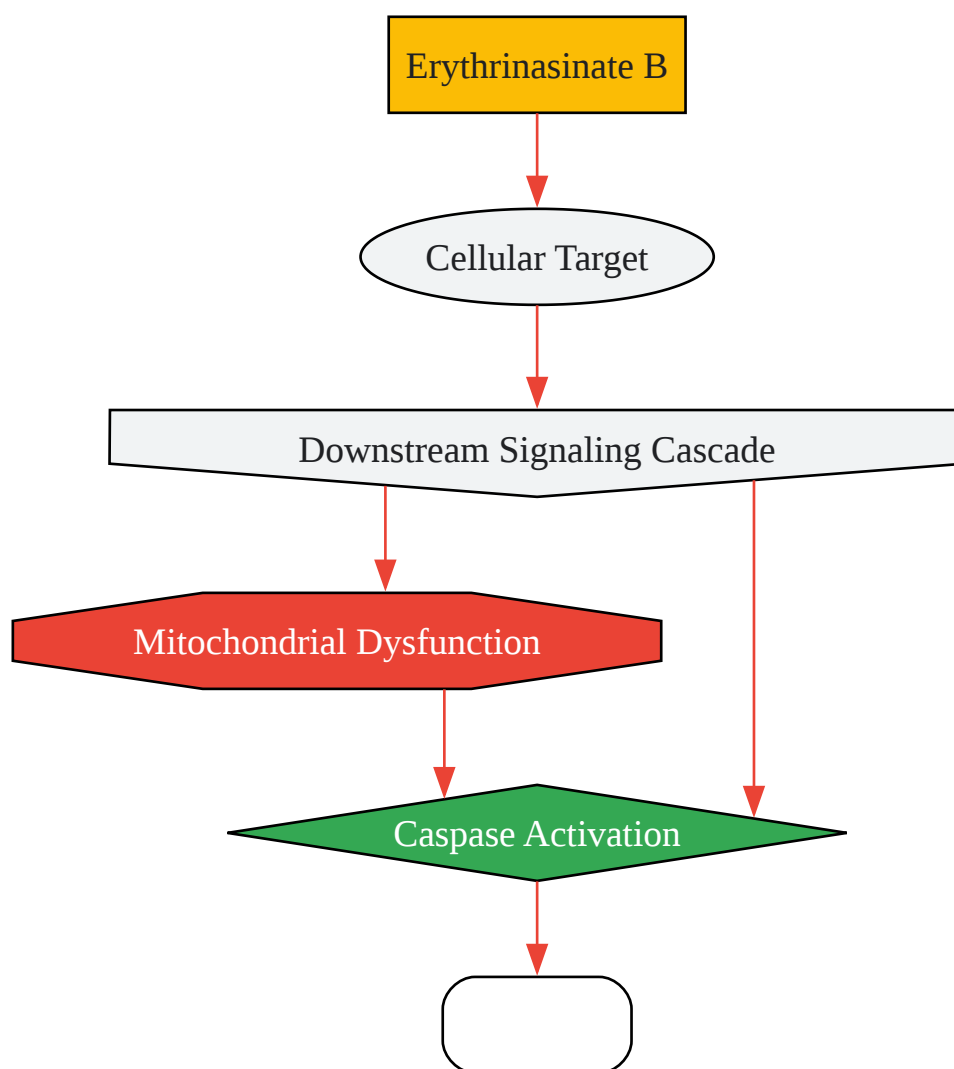 Erythrinasinate B
Cellular Target
Downstream Signaling Cascade
Mitochondrial Dysfunction
Caspase Activation